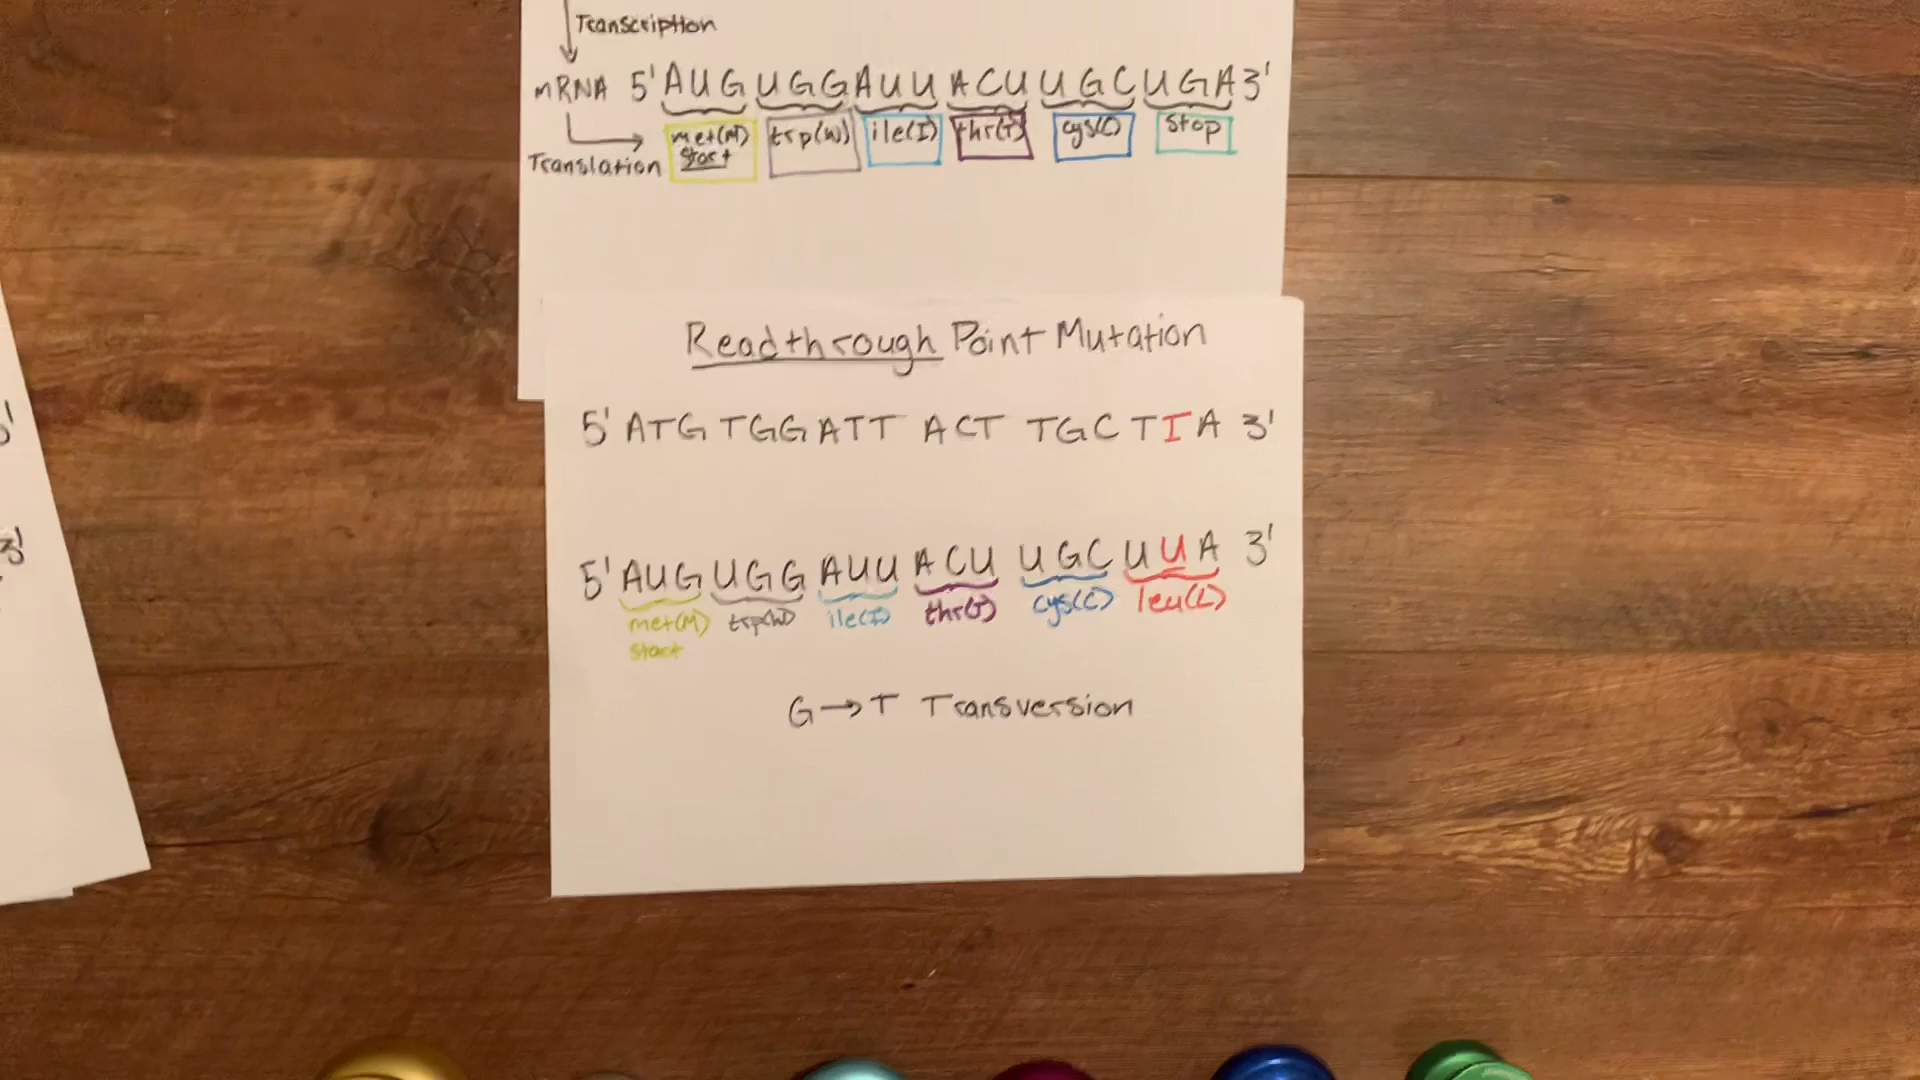 Transcription
mRNA 5' AUG UGG AUU ACU UGC UGA 3'
met(M) trp(W) ile(I) thr(T) cys(C) Stop
Start
Translation
3'
3'
Readthrough Point Mutation
5' ATG TGG ATT ACT TGC TTA 3'
5' AUG UGG AUU ACU UGC UUA 3'
met(M) trp(W) ile(I) thr(T) cys(C) leu(L)
start
G → T Transversion